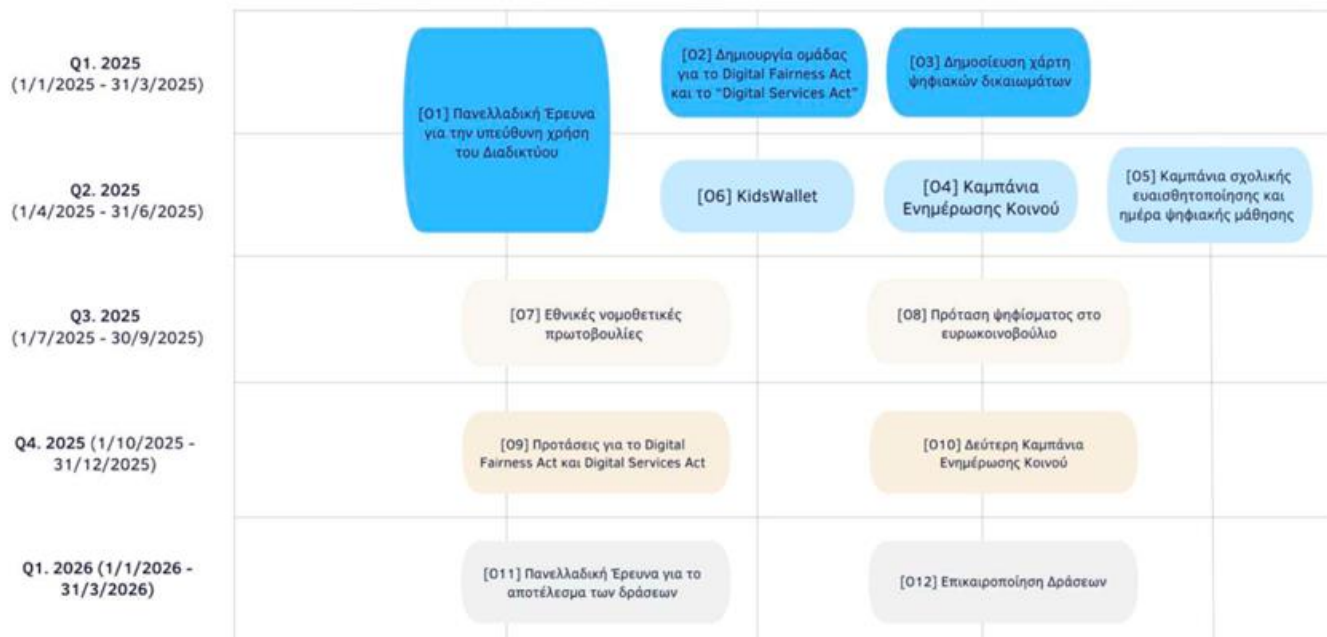 Q1. 2025
(1/1/2025 - 31/3/2025)
[01] Πανελλαδική Έρευνα
για την υπεύθυνη χρήση
του Διαδικτύου
[02] Δημιουργία ομάδας
για το Digital Fairness Act
και το “Digital Services Act”
[03] Δημοσίευση χάρτη
ψηφιακών δικαιωμάτων
Q2. 2025
(1/4/2025 - 31/6/2025)
[06] KidsWallet
[04] Καμπάνια
Ενημέρωσης Κοινού
[05] Καμπάνια σχολικής
ευαισθητοποίησης και
ημέρα ψηφιακής μάθησης
Q3. 2025
(1/7/2025 - 30/9/2025)
[07] Εθνικές νομοθετικές
πρωτοβουλίες
[08] Πρόταση ψηφίσματος στο
ευρωκοινοβούλιο
Q4. 2025 (1/10/2025 -
31/12/2025)
[09] Προτάσεις για το Digital
Fairness Act και Digital Services Act
[010] Δεύτερη Καμπάνια
Ενημέρωσης Κοινού
Q1. 2026 (1/1/2026 -
31/3/2026)
[011] Πανελλαδική Έρευνα για το
αποτέλεσμα των δράσεων
[012] Επικαιροποίηση Δράσεων